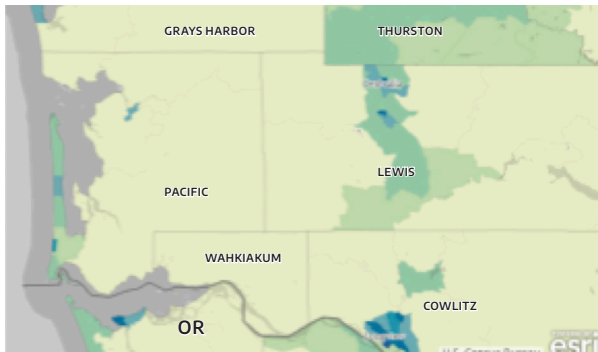 GRAYS HARBOR
THURSTON
LEWIS
PACIFIC
WAHKIAKUM
COWLITZ
OR
esri